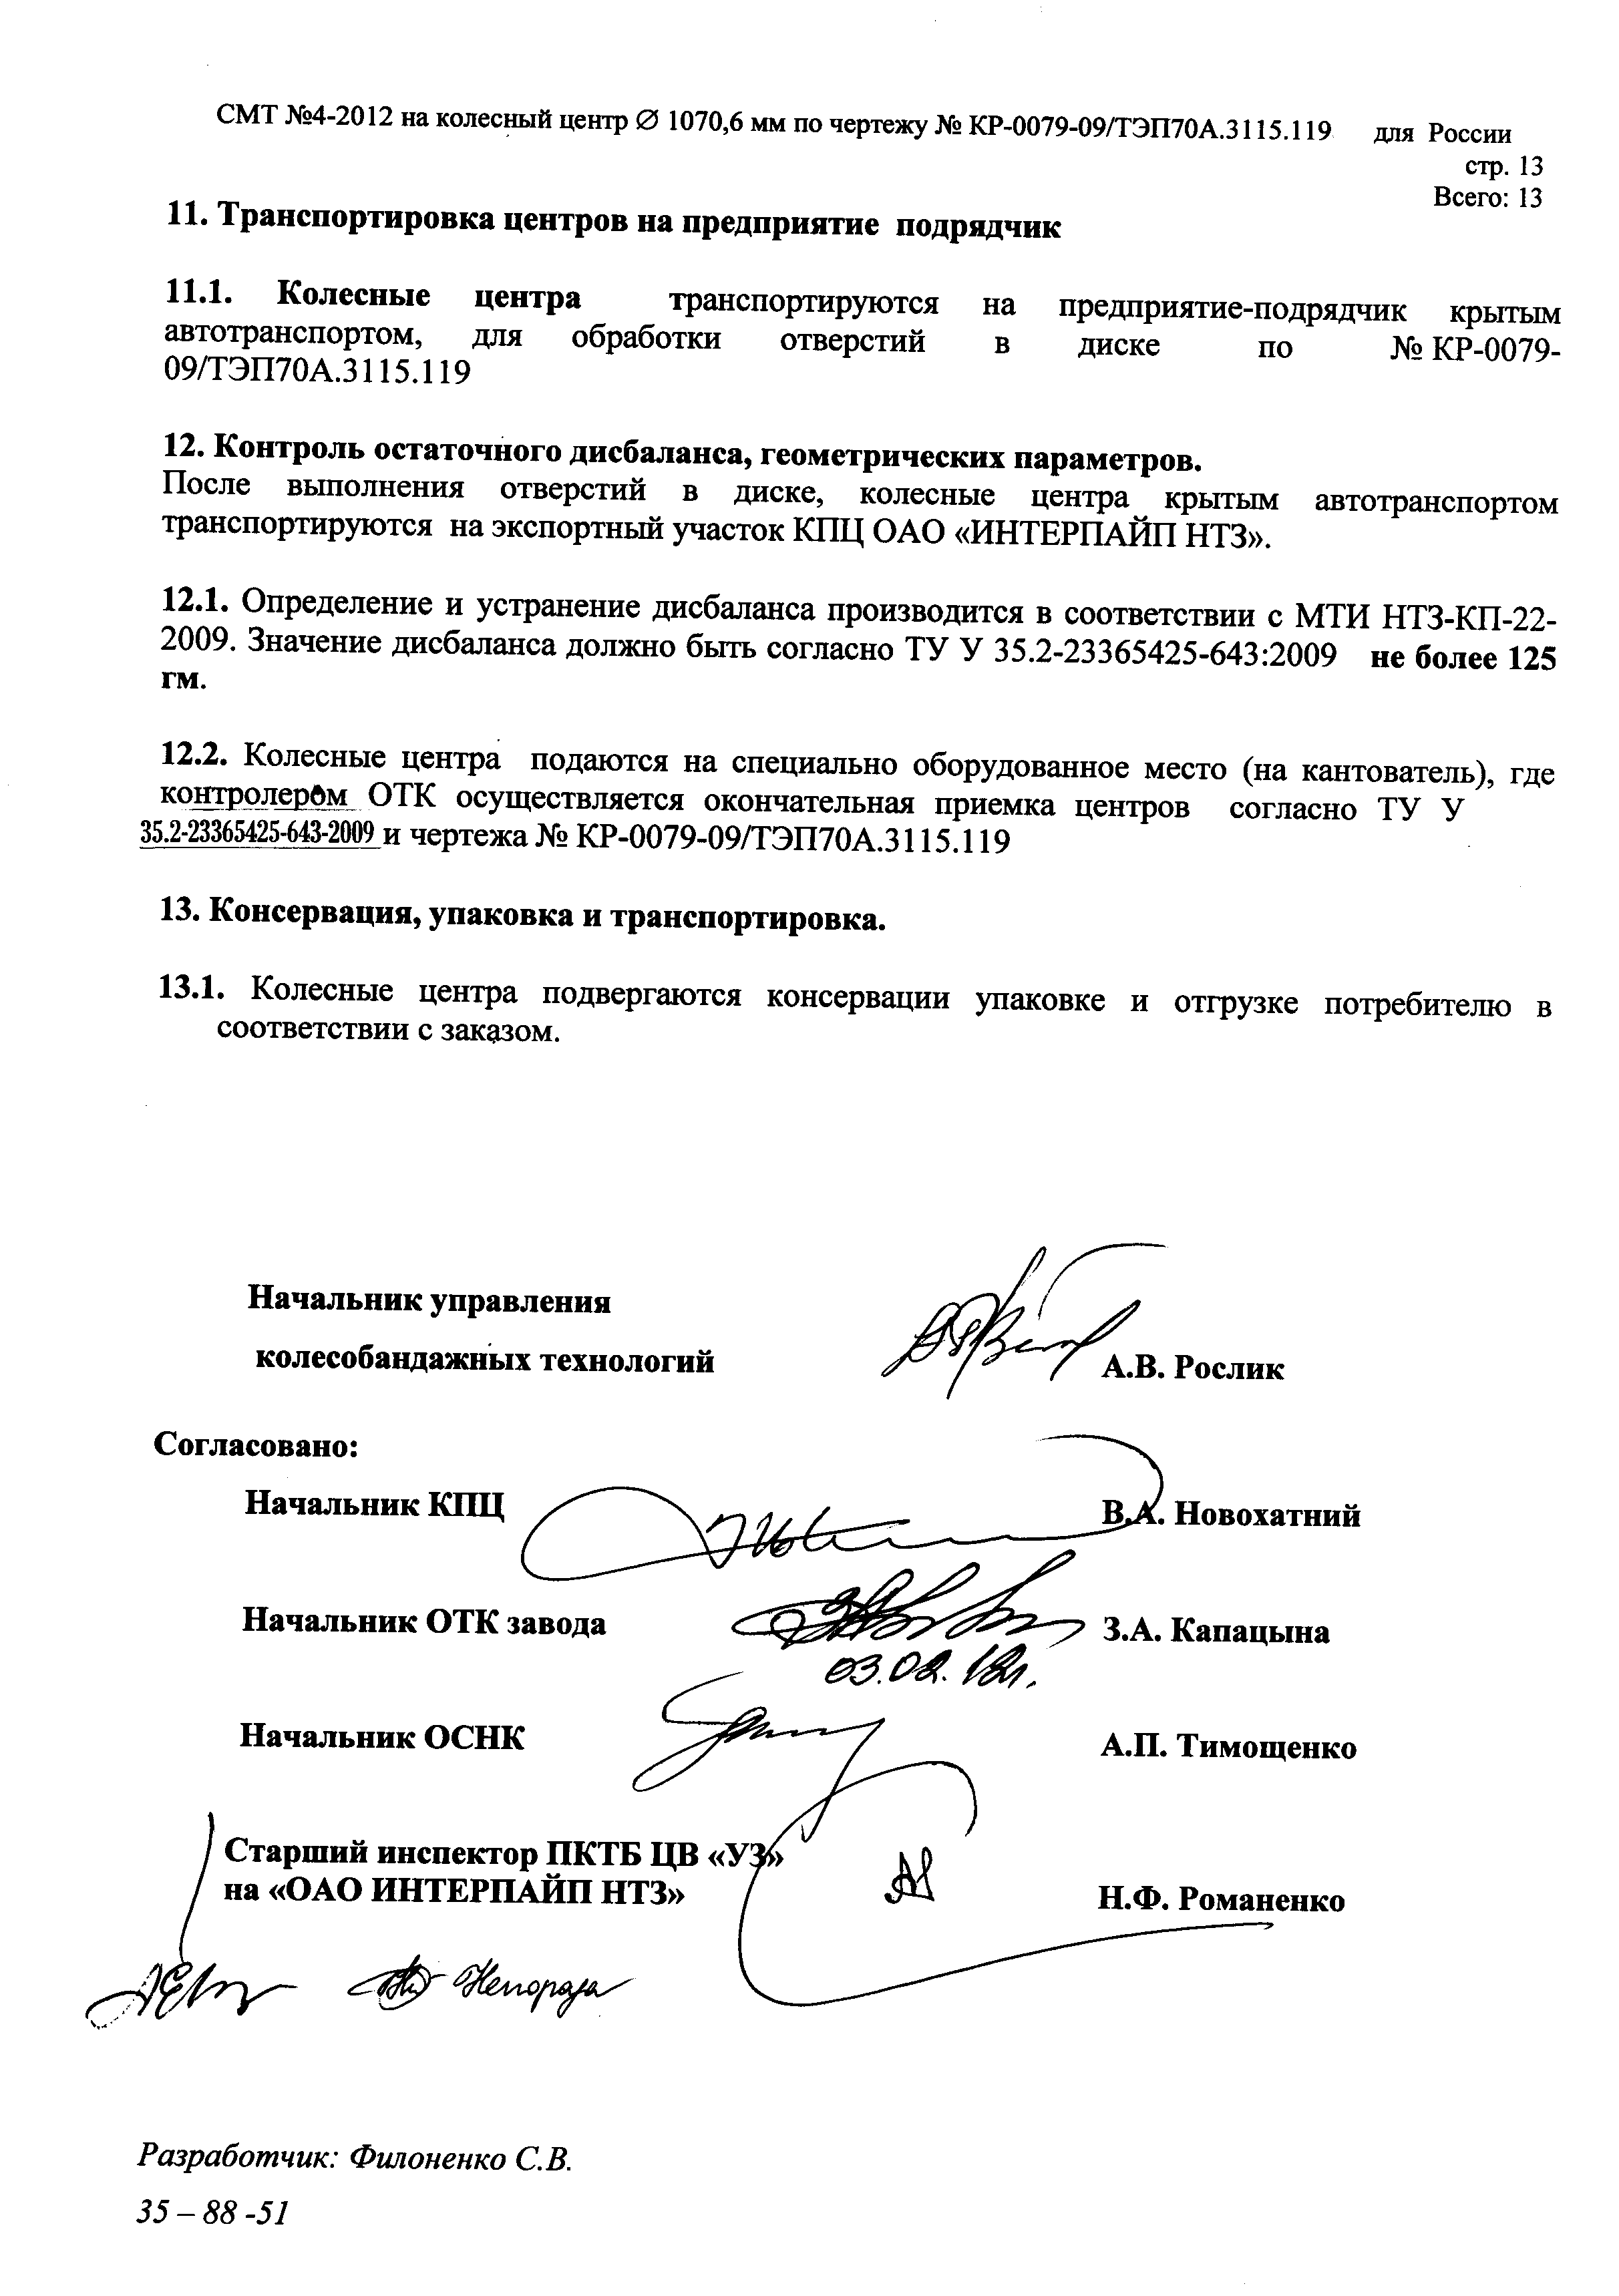 СМТ №4-2012 на колесный центр ∅ 1070,6 мм по чертежу № КР-0079-09/ТЭП70А.3115.119 для России
стр. 13
Всего: 13
11. Транспортировка центров на предприятие подрядчик
11.1. Колесные центра транспортируются на предприятие-подрядчик крытым
автотранспортом, для обработки отверстий в диске по № КР-0079-
09/ТЭП70А.3115.119
12. Контроль остаточного дисбаланса, геометрических параметров.
После выполнения отверстий в диске, колесные центра крытым автотранспортом
транспортируются на экспортный участок КПЦ ОАО «ИНТЕРПАЙП НТЗ».
12.1. Определение и устранение дисбаланса производится в соответствии с МТИ НТЗ-КП-22-
2009. Значение дисбаланса должно быть согласно ТУ У 35.2-23365425-643:2009 не более 125
гм.
12.2. Колесные центра подаются на специально оборудованное место (на кантователь), где
контролером ОТК осуществляется окончательная приемка центров согласно ТУ У
35.2-23365425-643-2009 и чертежа № КР-0079-09/ТЭП70А.3115.119
13. Консервация, упаковка и транспортировка.
13.1. Колесные центра подвергаются консервации упаковке и отгрузке потребителю в
соответствии с заказом.
Начальник управления
колесобандажных технологий А.В. Рослик
Согласовано:
Начальник КПЦ В.А. Новохатний
Начальник ОТК завода З.А. Капацына
03.02.12г.
Начальник ОСНК А.П. Тимощенко
Старший инспектор ПКТБ ЦВ «УЗ»
на «ОАО ИНТЕРПАЙП НТЗ» Н.Ф. Романенко
Разработчик: Филоненко С.В.
35 – 88 -51